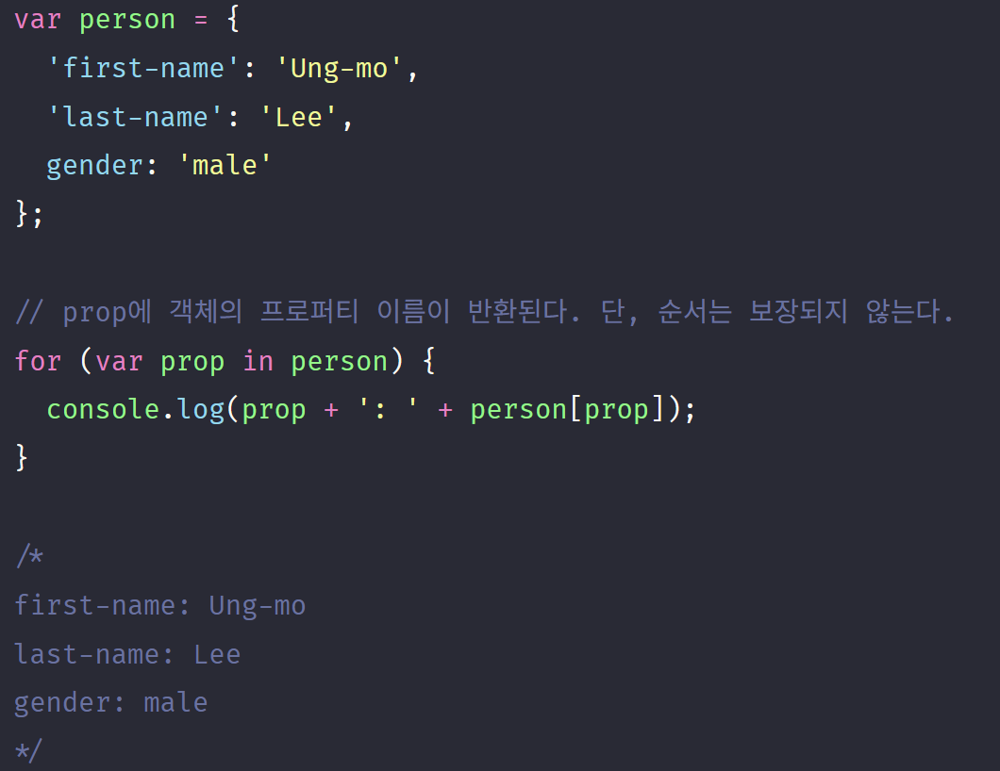 var person = {
  'first-name': 'Ung-mo',
  'last-name': 'Lee',
  gender: 'male'
};

// prop에 객체의 프로퍼티 이름이 반환된다. 단, 순서는 보장되지 않는다.
for (var prop in person) {
  console.log(prop + ': ' + person[prop]);
}

/*
first-name: Ung-mo
last-name: Lee
gender: male
*/